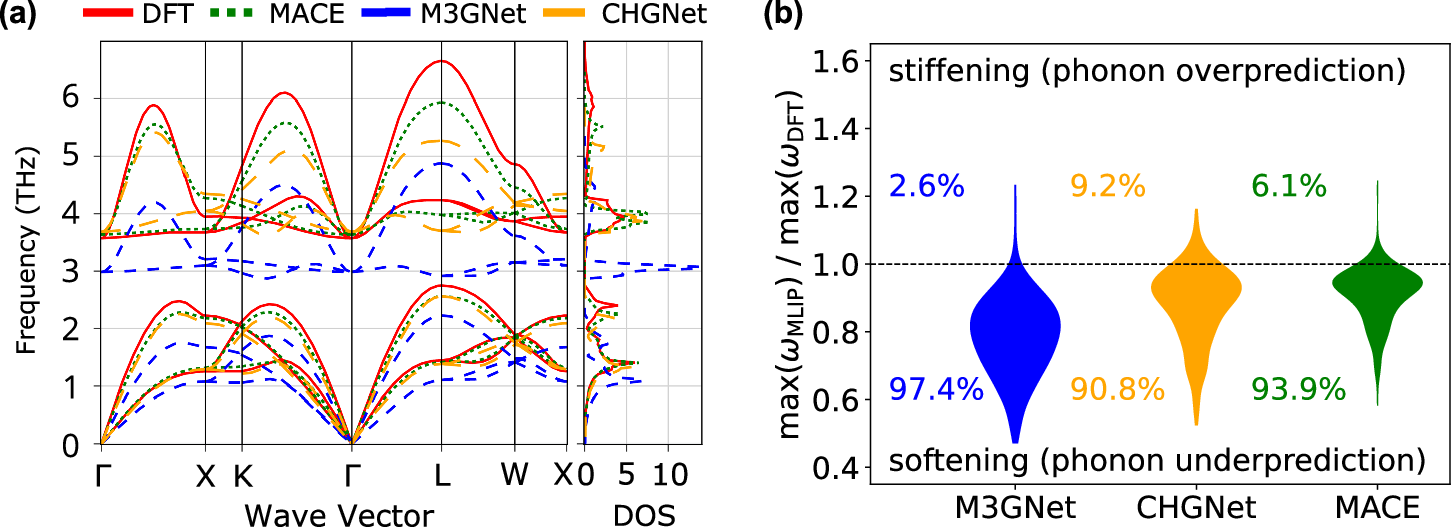 (a)
DFT MACE M3GNet CHGNet
Frequency (THz)
6
5
4
3
2
1
0
Γ X K Γ L W X 0 5 10
Wave Vector DOS
(b)
max(ωMLIP) / max(ωDFT)
1.6
1.4
1.2
1.0
0.8
0.6
0.4
stiffening (phonon overprediction)
2.6% 9.2% 6.1%
97.4% 90.8% 93.9%
softening (phonon underprediction)
M3GNet CHGNet MACE